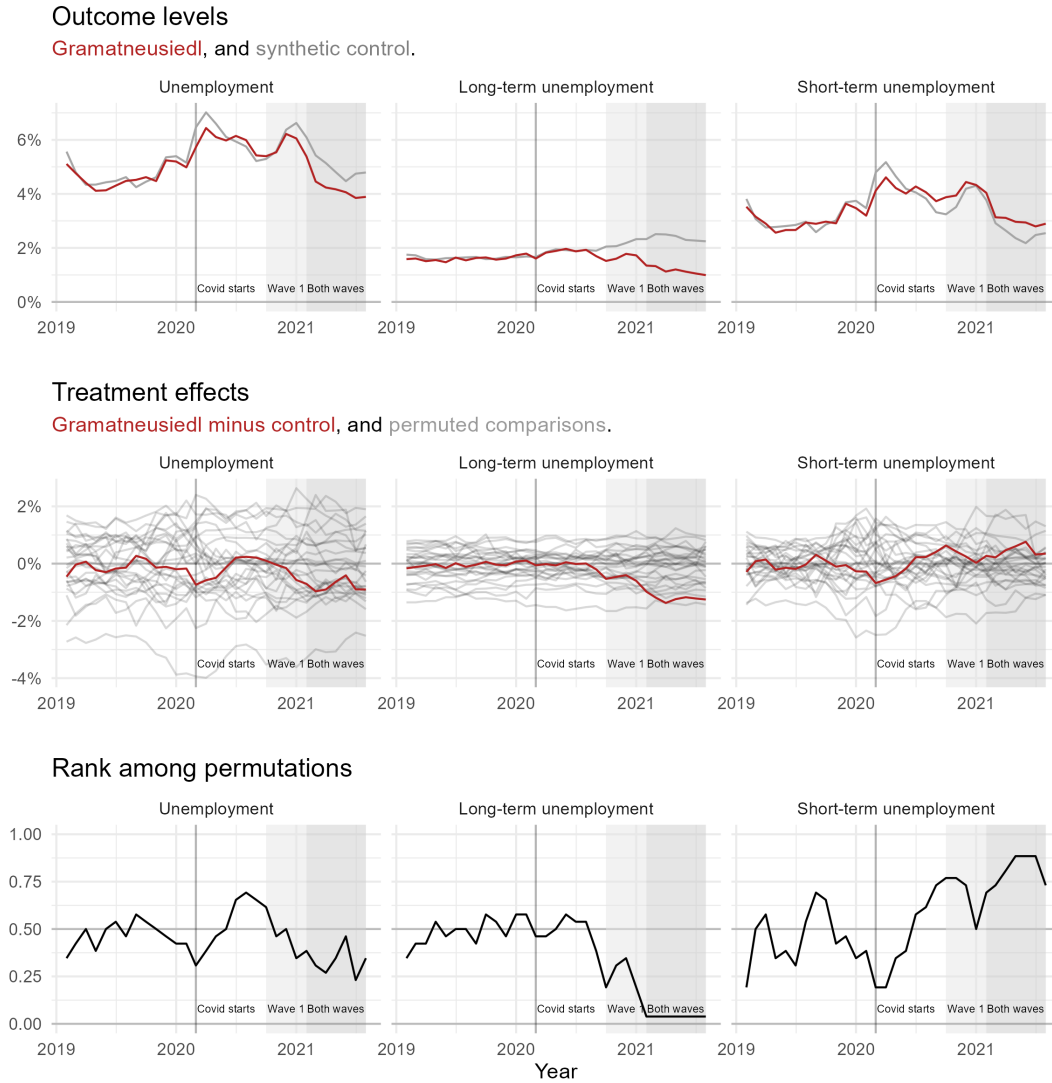 Outcome levels
Gramatneusiedl, and synthetic control.
Unemployment
Long-term unemployment
Short-term unemployment
6%
4%
2%
0%
Covid starts
Wave 1
Both waves
Covid starts
Wave 1
Both waves
Covid starts
Wave 1
Both waves
2019
2020
2021
2019
2020
2021
2019
2020
2021
Treatment effects
Gramatneusiedl minus control, and permuted comparisons.
Unemployment
Long-term unemployment
Short-term unemployment
2%
0%
-2%
-4%
Covid starts
Wave 1
Both waves
Covid starts
Wave 1
Both waves
Covid starts
Wave 1
Both waves
2019
2020
2021
2019
2020
2021
2019
2020
2021
Rank among permutations
Unemployment
Long-term unemployment
Short-term unemployment
1.00
0.75
0.50
0.25
0.00
Covid starts
Wave 1
Both waves
Covid starts
Wave 1
Both waves
Covid starts
Wave 1
Both waves
2019
2020
2021
2019
2020
2021
2019
2020
2021
Year